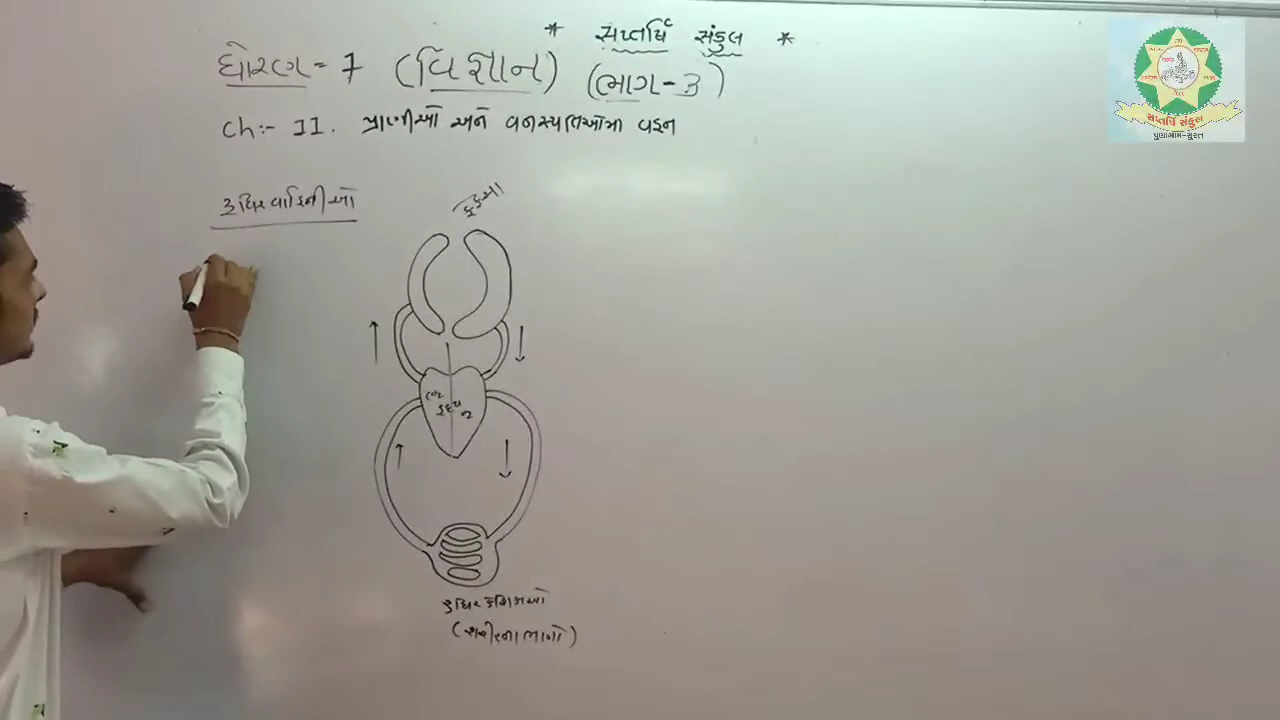 * સપ્તર્ષિ સંકુલ *
ધોરણ = 7 (વિજ્ઞાન) (ભાગ-3)
Ch:- 11. પ્રાણીઓ અને વનસ્પતિઓમાં વહન
રુધિરવાહિનીઓ
ફેફસાં
હૃદય
રુધિરકેશિકાઓ
(શરીરના ભાગો)
સપ્તર્ષિ સંકુલ
પુણાગામ-સુરત